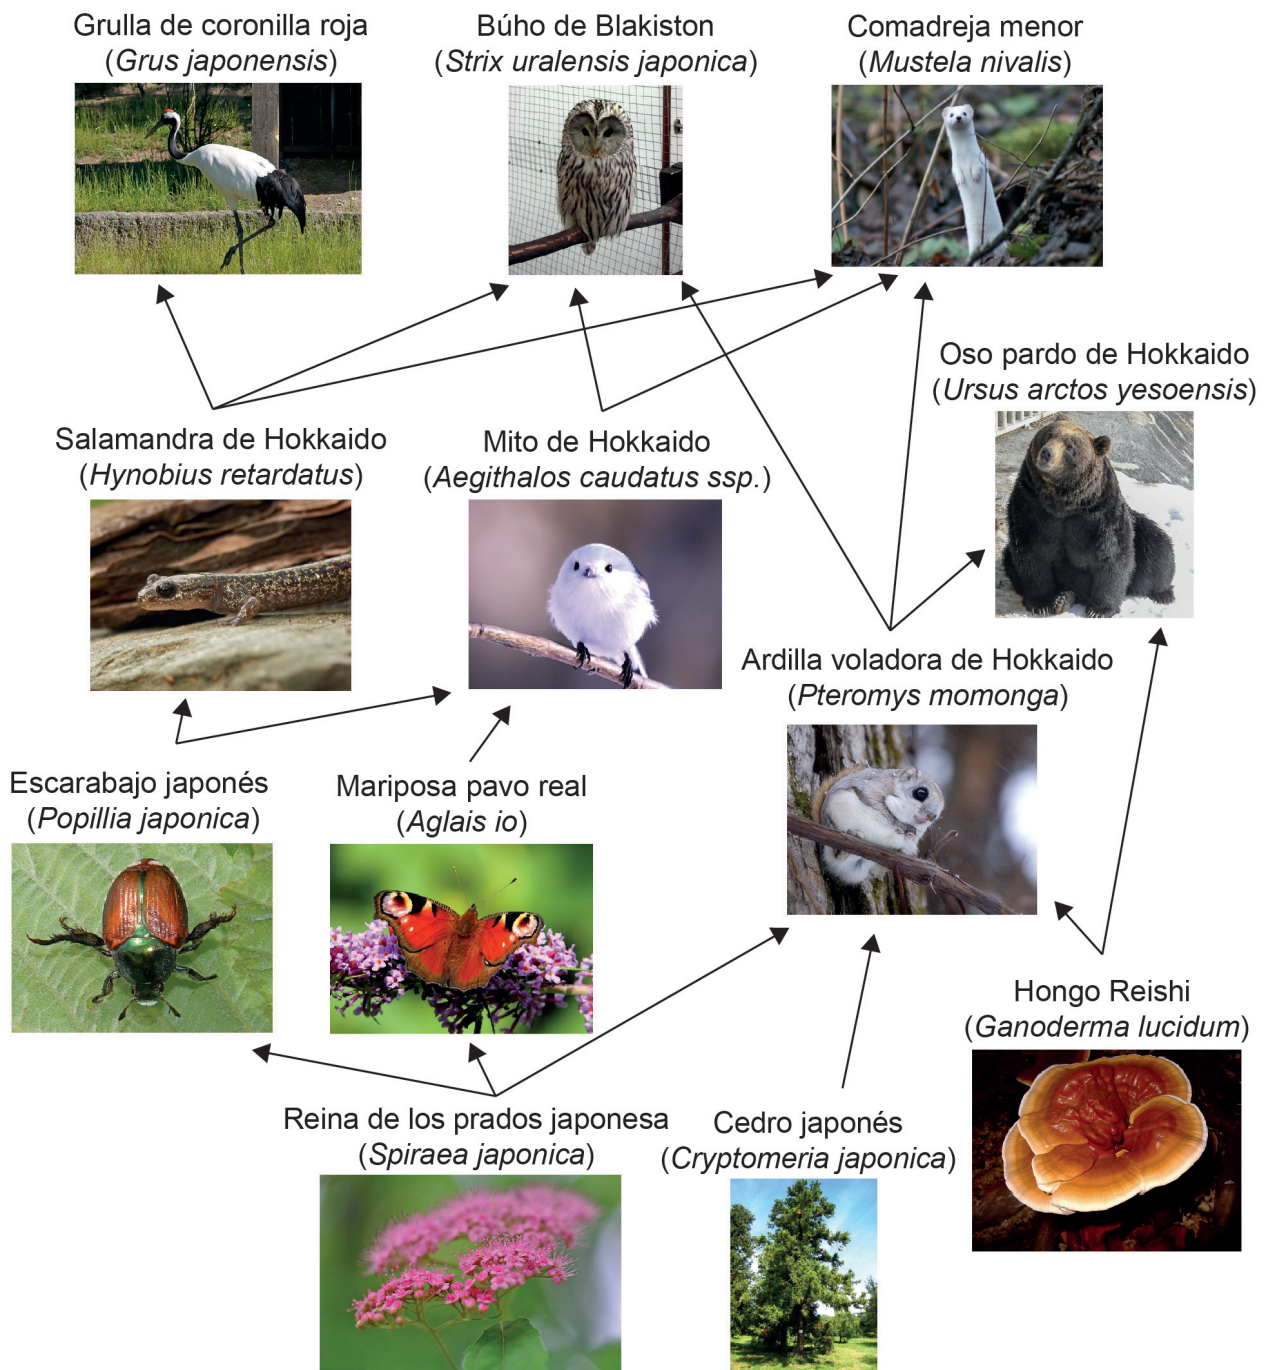 Grulla de coronilla roja
(Grus japonensis)
Búho de Blakiston
(Strix uralensis japonica)
Comadreja menor
(Mustela nivalis)
Oso pardo de Hokkaido
(Ursus arctos yesoensis)
Salamandra de Hokkaido
(Hynobius retardatus)
Mito de Hokkaido
(Aegithalos caudatus ssp.)
Ardilla voladora de Hokkaido
(Pteromys momonga)
Escarabajo japonés
(Popillia japonica)
Mariposa pavo real
(Aglais io)
Hongo Reishi
(Ganoderma lucidum)
Reina de los prados japonesa
(Spiraea japonica)
Cedro japonés
(Cryptomeria japonica)